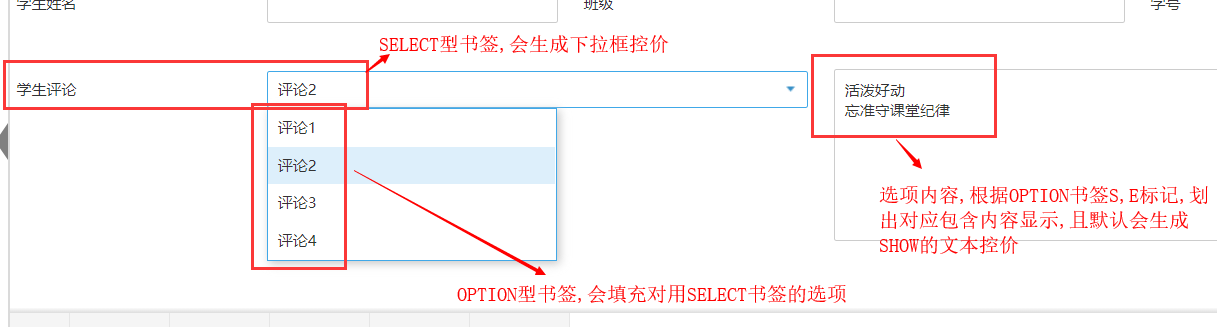 学生姓名
班级
学号
SELECT型书签,会生成下拉框控价
学生评论
评论2
活泼好动
忘准守课堂纪律
评论1
评论2
评论3
评论4
选项内容,根据OPTION书签S,E标记,划
出对应包含内容显示,且默认会生成
SHOW的文本控价
OPTION型书签,会填充对用SELECT书签的选项